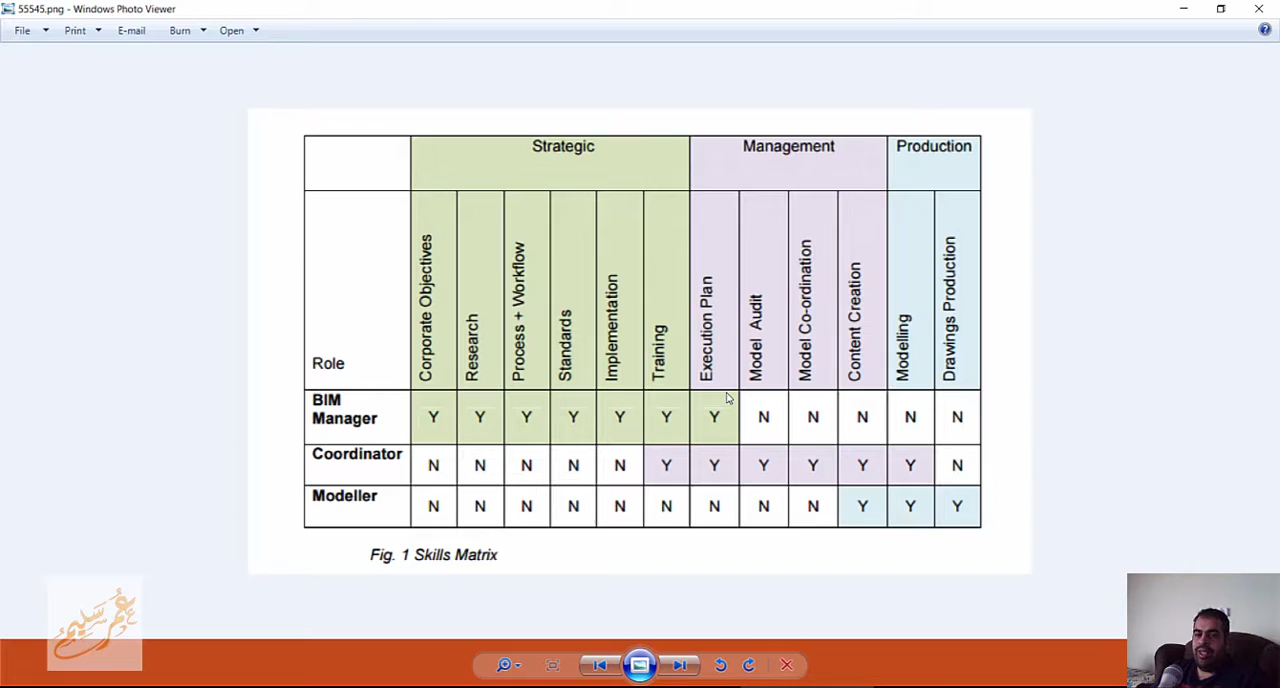 55545.png - Windows Photo Viewer
File Print E-mail Burn Open
Strategic Management Production
Role Corporate Objectives Research Process + Workflow Standards Implementation Training Execution Plan Model Audit Model Co-ordination Content Creation Modelling Drawings Production
BIM Manager Y Y Y Y Y Y Y N N N N N
Coordinator N N N N N Y Y Y Y Y Y N
Modeller N N N N N N N N N Y Y Y
Fig. 1 Skills Matrix
عُمر سَليم